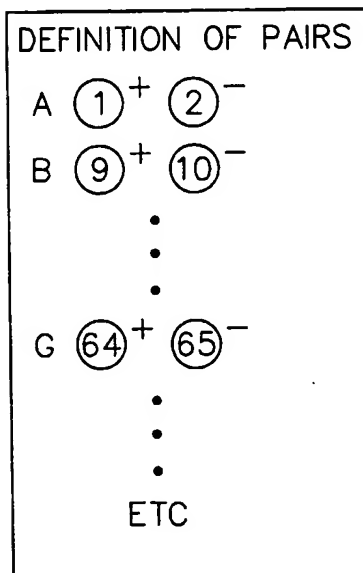 DEFINITION OF PAIRS
A 1 + 2 -
B 9 + 10 -
G 64 + 65 -
ETC